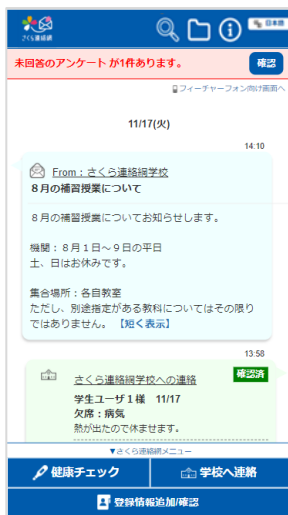 さくら連絡網
日本語
未回答のアンケート が1件あります。
確認
フィーチャーフォン向け画面へ
11/17(火)
14:10
From：さくら連絡網学校
８月の補習授業について
８月の補習授業についてお知らせします。
機関：８月１日～９日の平日
土、日はお休みです。
集合場所：各自教室
ただし、別途指定がある教科についてはその限
りではありません。【短く表示】
13:58
さくら連絡網学校への連絡
確認済
学生ユーザ１様 11/17
欠席：病気
熱が出たので休ませます。
▼さくら連絡網メニュー
健康チェック
学校へ連絡
登録情報追加/確認